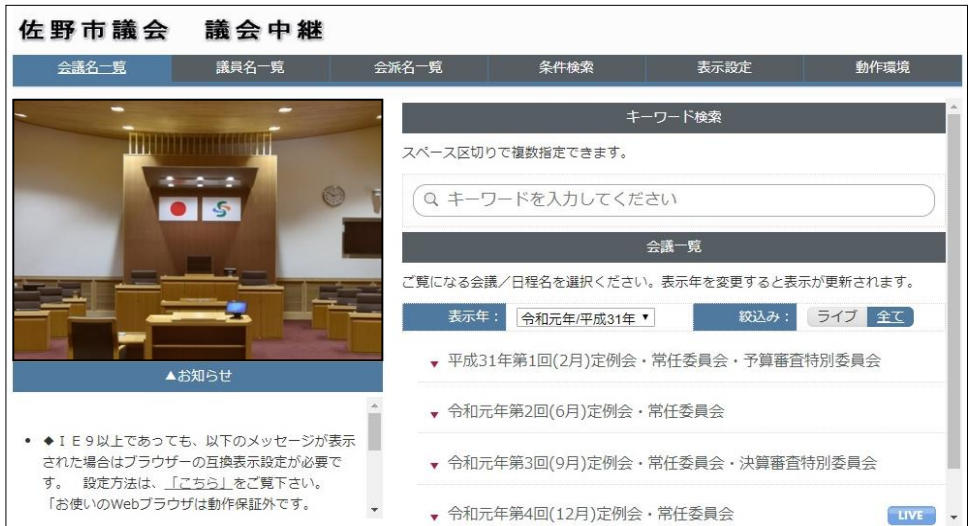 佐野市議会　議会中継
会議名一覧　議員名一覧　会派名一覧　条件検索　表示設定　動作環境
キーワード検索
スペース区切りで複数指定できます。
キーワードを入力してください
会議一覧
ご覧になる会議／日程名を選択ください。表示年を変更すると表示が更新されます。
表示年：　令和元年/平成31年▼　絞込み：　ライブ　全て
▼ 平成31年第1回(2月)定例会・常任委員会・予算審査特別委員会
▼ 令和元年第2回(6月)定例会・常任委員会
▼ 令和元年第3回(9月)定例会・常任委員会・決算審査特別委員会
▼ 令和元年第4回(12月)定例会・常任委員会　LIVE
▲お知らせ
• ◆ＩＥ９以上であっても、以下のメッセージが表示
された場合はブラウザーの互換表示設定が必要で
す。　設定方法は、「こちら」をご覧下さい。
「お使いのWebブラウザは動作保証外です。